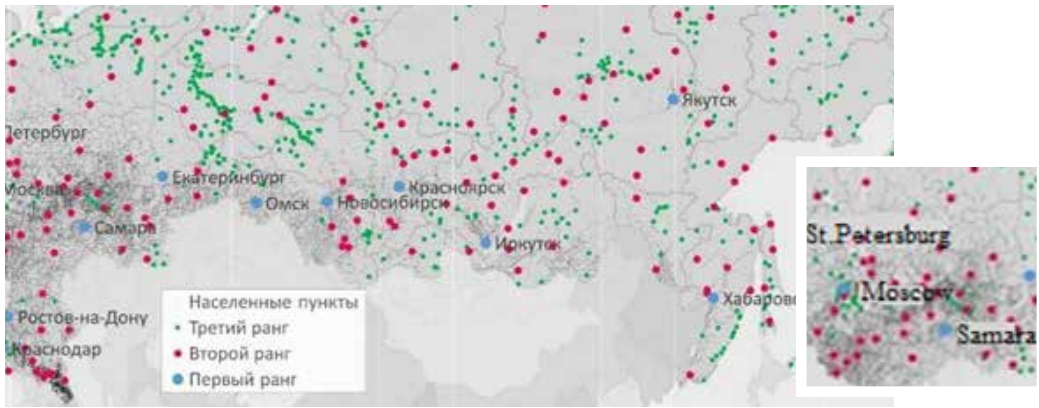 Якутск
Петербург
Екатеринбург
Красноярск
Москва
Омск
Новосибирск
Самара
Иркутск
St.Petersburg
Moscow
Samara
Населенные пункты
Хабаровс
Третий ранг
Второй ранг
Первый ранг
Ростов-на-Дону
Краснодар